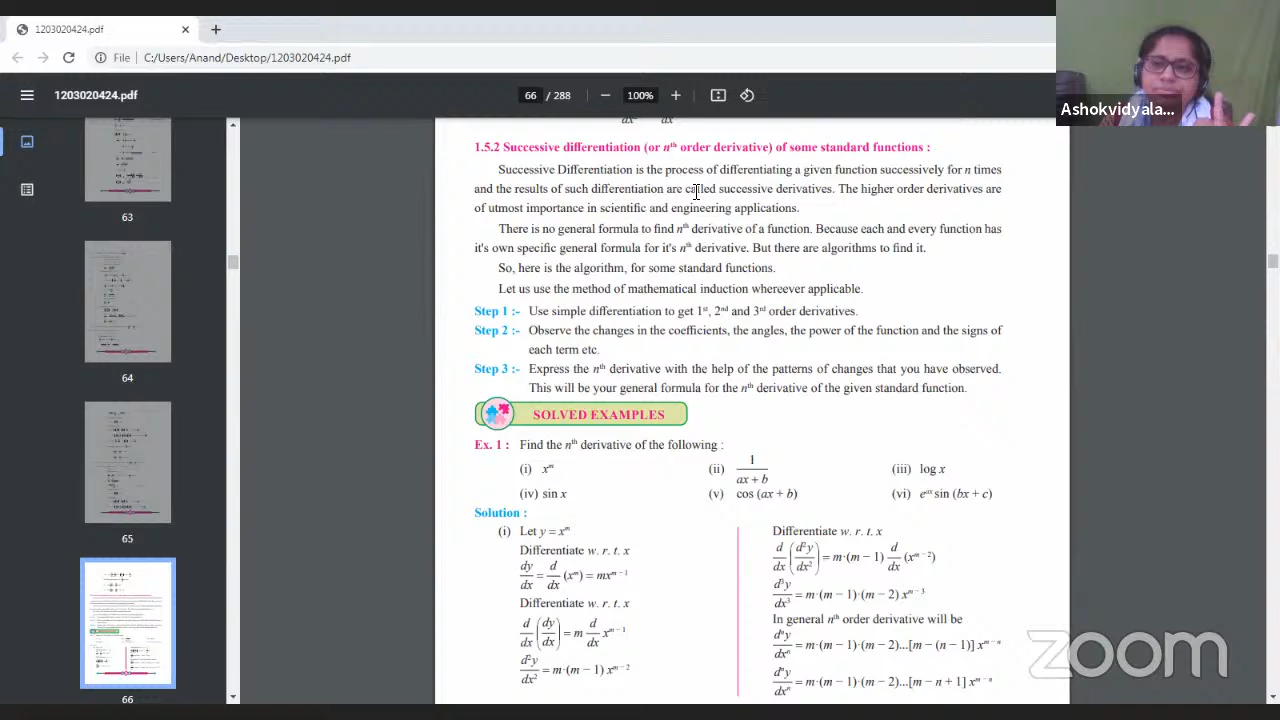 1203020424.pdf
File | C:/Users/Anand/Desktop/1203020424.pdf
1203020424.pdf
66 / 288
100%
Ashokvidyala...
63
64
65
66
1.5.2 Successive differentiation (or nᵗʰ order derivative) of some standard functions :
Successive Differentiation is the process of differentiating a given function successively for n times
and the results of such differentiation are called successive derivatives. The higher order derivatives are
of utmost importance in scientific and engineering applications.
There is no general formula to find nᵗʰ derivative of a function. Because each and every function has
it's own specific general formula for it's nᵗʰ derivative. But there are algorithms to find it.
So, here is the algorithm, for some standard functions.
Let us use the method of mathematical induction whereever applicable.
Step 1 :- Use simple differentiation to get 1ˢᵗ, 2ⁿᵈ and 3ʳᵈ order derivatives.
Step 2 :- Observe the changes in the coefficients, the angles, the power of the function and the signs of
each term etc.
Step 3 :- Express the nᵗʰ derivative with the help of the patterns of changes that you have observed.
This will be your general formula for the nᵗʰ derivative of the given standard function.
SOLVED EXAMPLES
Ex. 1 : Find the nᵗʰ derivative of the following :
(i) xᵐ (ii) 1/(ax + b) (iii) log x
(iv) sin x (v) cos (ax + b) (vi) eᵃˣ sin (bx + c)
Solution :
(i) Let y = xᵐ
Differentiate w. r. t. x
dy/dx = d/dx (xᵐ) = mxᵐ⁻¹
Differentiate w. r. t. x
d/dx (dy/dx) = m d/dx xᵐ⁻¹
d²y/dx² = m·(m − 1) xᵐ⁻²
Differentiate w. r. t. x
d/dx (d²y/dx²) = m·(m − 1) d/dx (xᵐ⁻²)
d³y/dx³ = m·(m − 1)·(m − 2) xᵐ⁻³
In general nᵗʰ order derivative will be
dⁿy/dxⁿ = m·(m − 1)·(m − 2)...[m − (n − 1)] xᵐ⁻ⁿ
dⁿy/dxⁿ = m·(m − 1)·(m − 2)...[m − n + 1] xᵐ⁻ⁿ
zoom